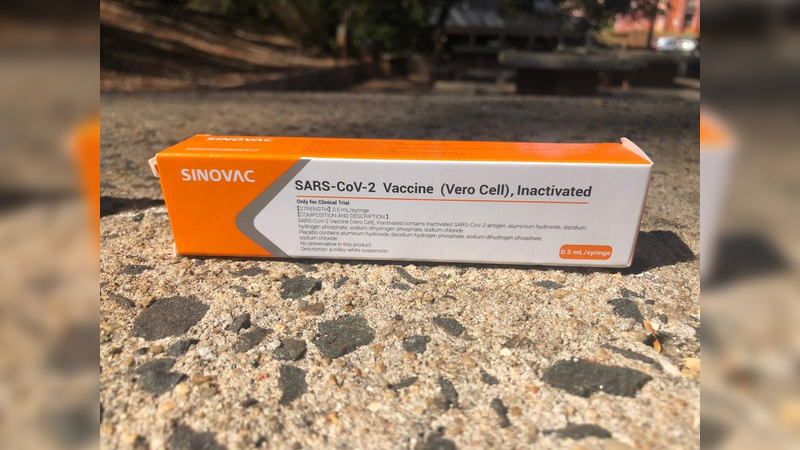 SINOVAC
SINOVAC
SARS-CoV-2 Vaccine (Vero Cell), Inactivated
Only for Clinical Trial
【STRENGTH】0.5 mL/syringe
【COMPOSITION AND DESCRIPTION】
SARS-CoV-2 Vaccine (Vero Cell), Inactivated contains inactivated SARS-CoV-2 antigen, aluminium hydroxide, disodium
hydrogen phosphate, sodium dihydrogen phosphate, sodium chloride.
Placebo contains aluminium hydroxide, disodium hydrogen phosphate, sodium dihydrogen phosphate,
sodium chloride.
No preservative in this product.
Description: a milky-white suspension
0.5 mL/syringe